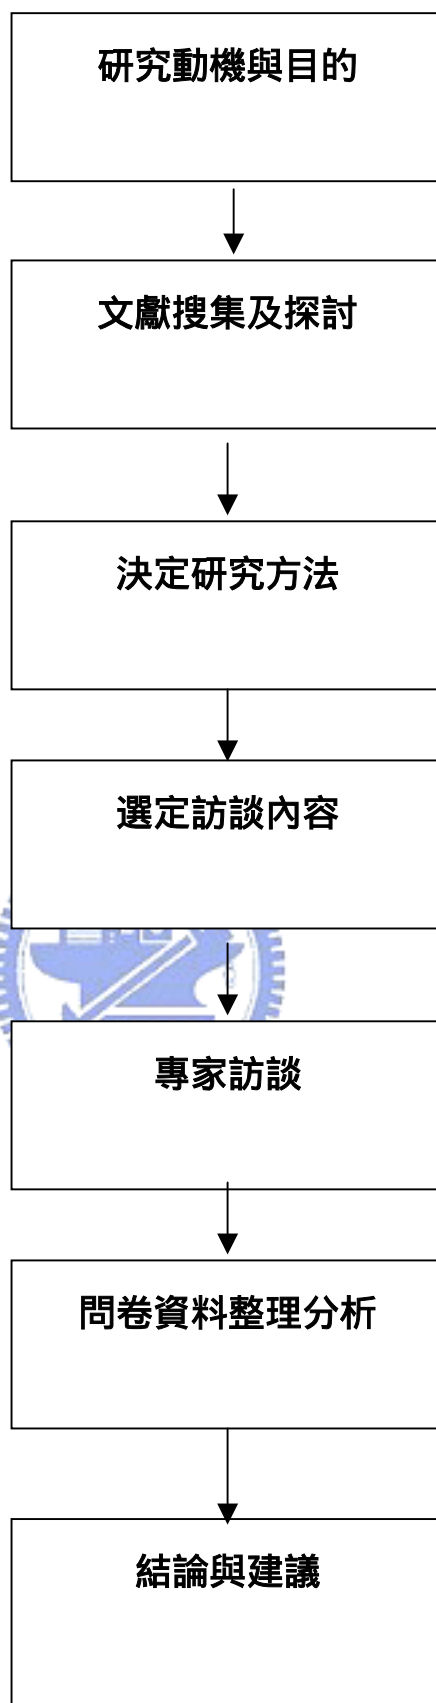 研究動機與目的
文獻搜集及探討
決定研究方法
選定訪談內容
專家訪談
問卷資料整理分析
結論與建議